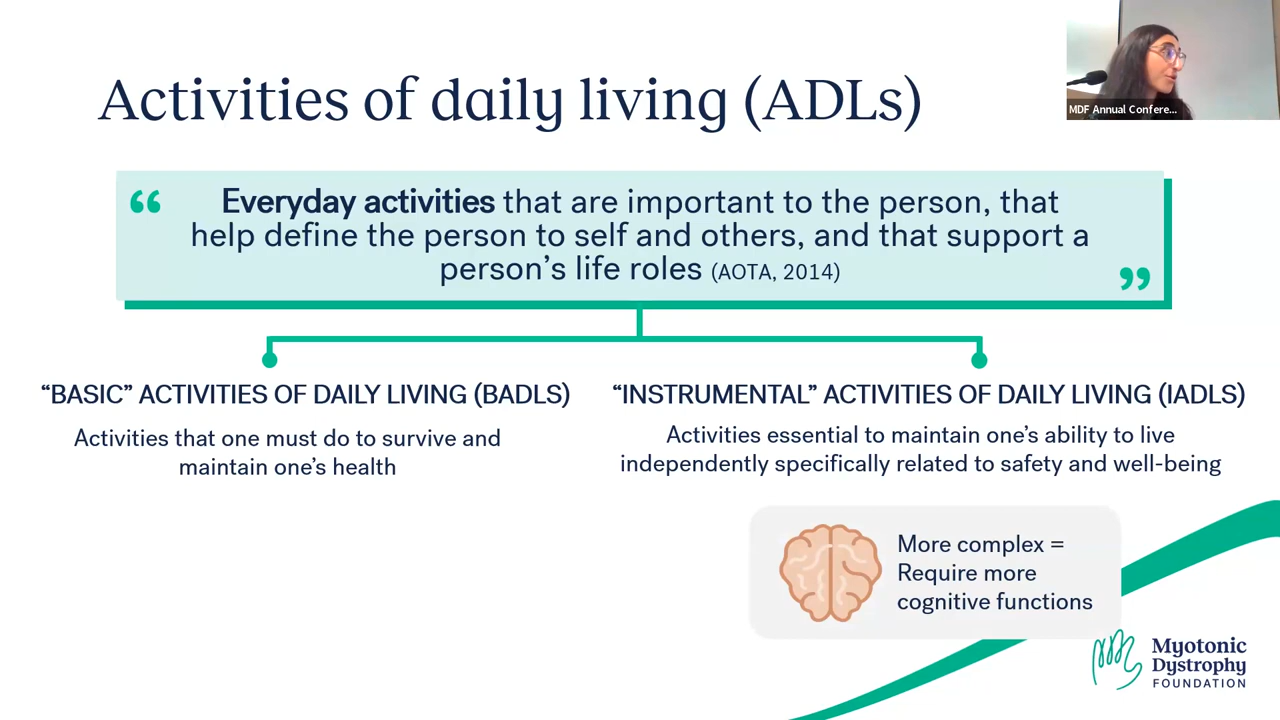 Activities of daily living (ADLs)
MDF Annual Confere...
“ Everyday activities that are important to the person, that
help define the person to self and others, and that support a
person’s life roles (AOTA, 2014) ”
“BASIC” ACTIVITIES OF DAILY LIVING (BADLS)
Activities that one must do to survive and
maintain one’s health
“INSTRUMENTAL” ACTIVITIES OF DAILY LIVING (IADLS)
Activities essential to maintain one’s ability to live
independently specifically related to safety and well-being
More complex =
Require more
cognitive functions
Myotonic
Dystrophy
FOUNDATION